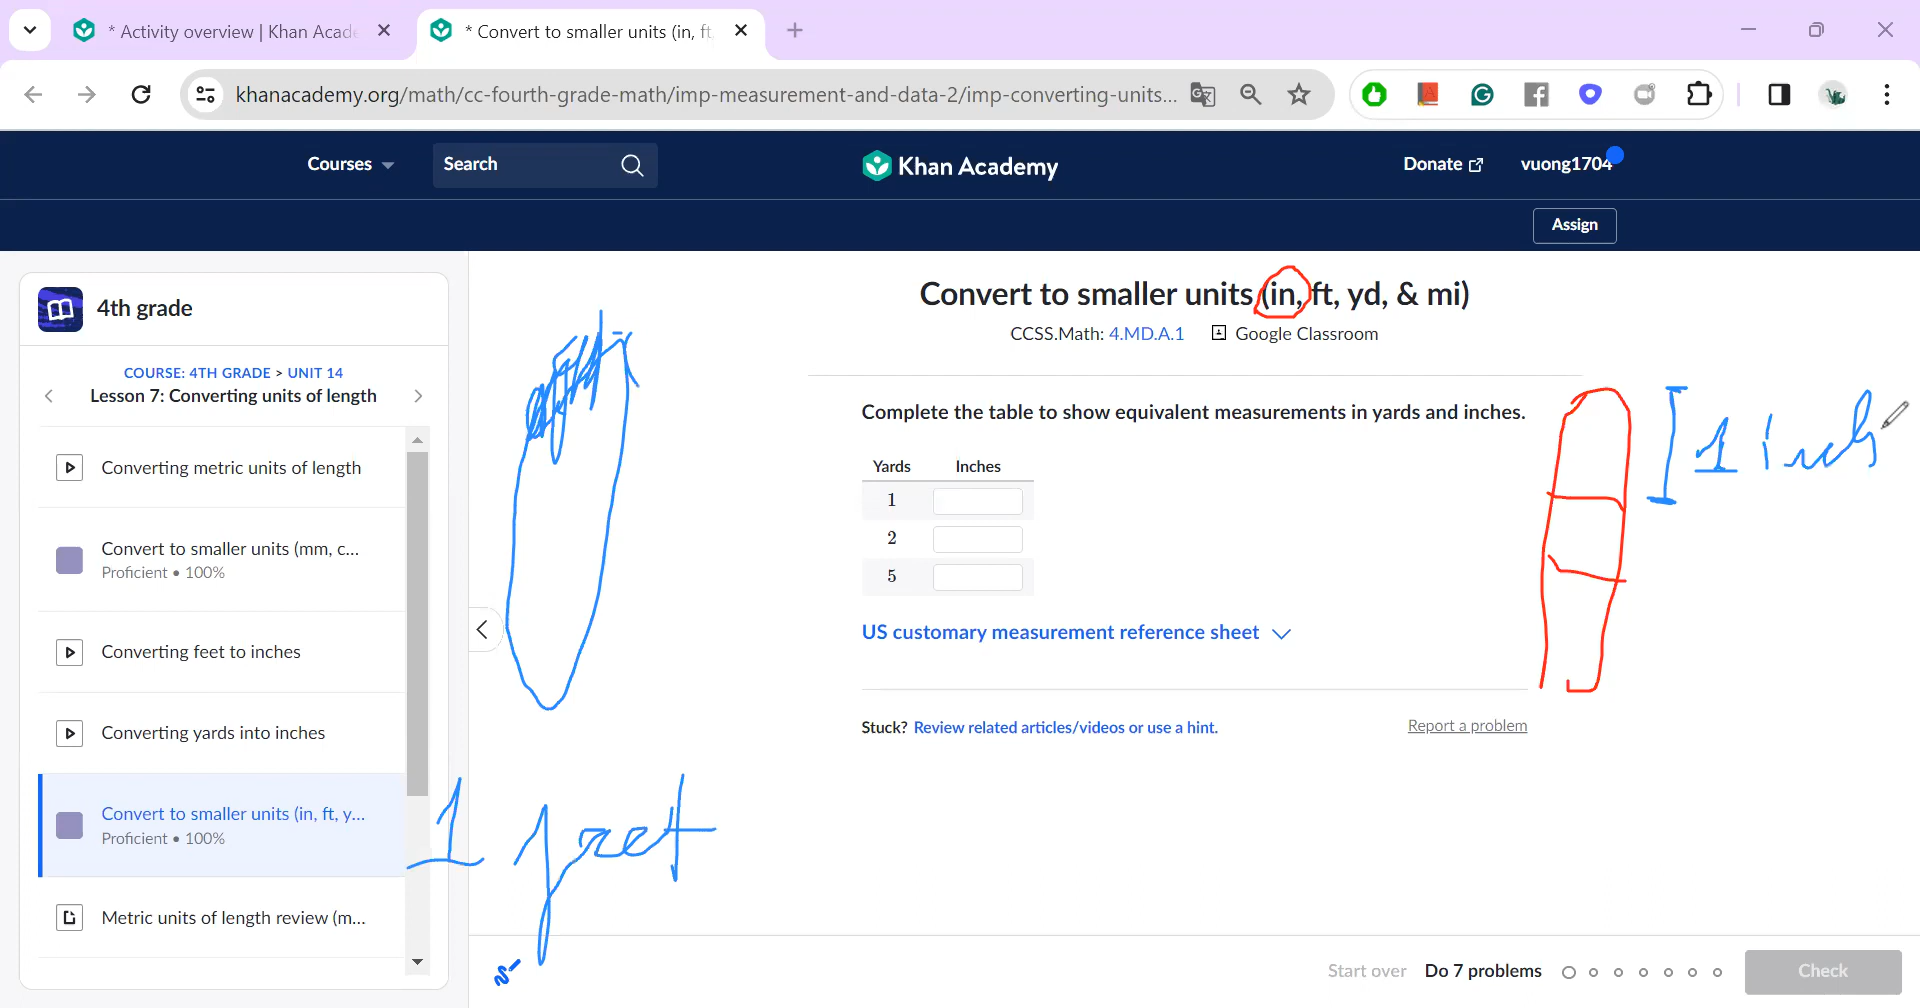 * Activity overview | Khan Acade
* Convert to smaller units (in, ft,
khanacademy.org/math/cc-fourth-grade-math/imp-measurement-and-data-2/imp-converting-units...
Courses
Search
Khan Academy
Donate
vuong1704
Assign
4th grade
COURSE: 4TH GRADE > UNIT 14
Lesson 7: Converting units of length
Converting metric units of length
Convert to smaller units (mm, c...
Proficient • 100%
Converting feet to inches
Converting yards into inches
Convert to smaller units (in, ft, y...
Proficient • 100%
Metric units of length review (m...
Convert to smaller units (in, ft, yd, & mi)
CCSS.Math: 4.MD.A.1 Google Classroom
Complete the table to show equivalent measurements in yards and inches.
Yards Inches
1
2
5
US customary measurement reference sheet
Stuck? Review related articles/videos or use a hint.
Report a problem
1 inch
1 feet
Start over Do 7 problems
Check